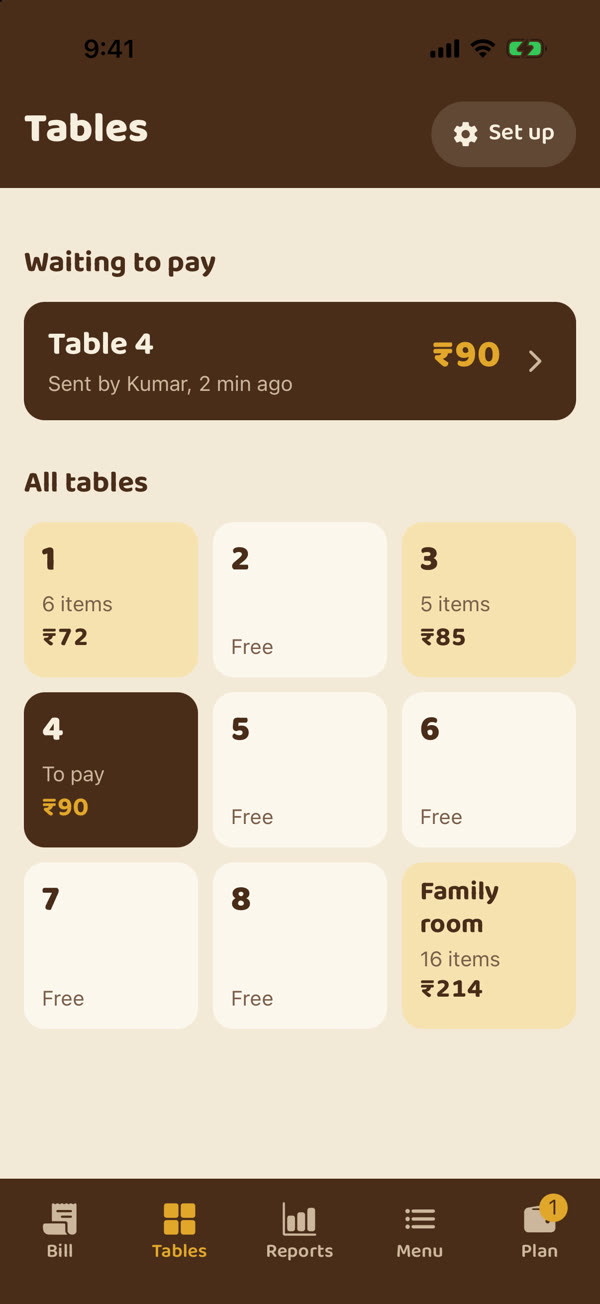 9:41
Tables
Set up
Waiting to pay
Table 4
₹90
Sent by Kumar, 2 min ago
All tables
1
6 items
₹72
2
Free
3
5 items
₹85
4
To pay
₹90
5
Free
6
Free
7
Free
8
Free
Family
room
16 items
₹214
Bill
Tables
Reports
Menu
1
Plan